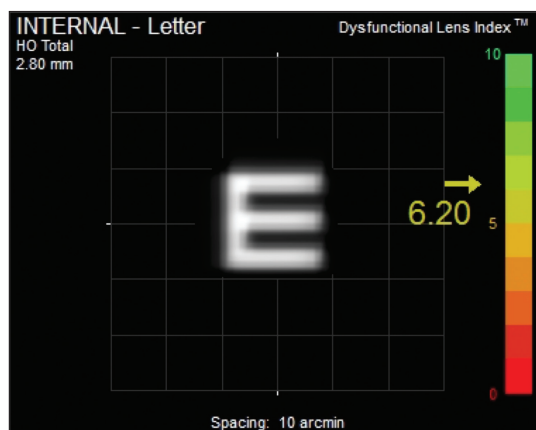 INTERNAL - Letter
HO Total
2.80 mm
Dysfunctional Lens Index™
10
E
6.20
5
0
Spacing: 10 arcmin